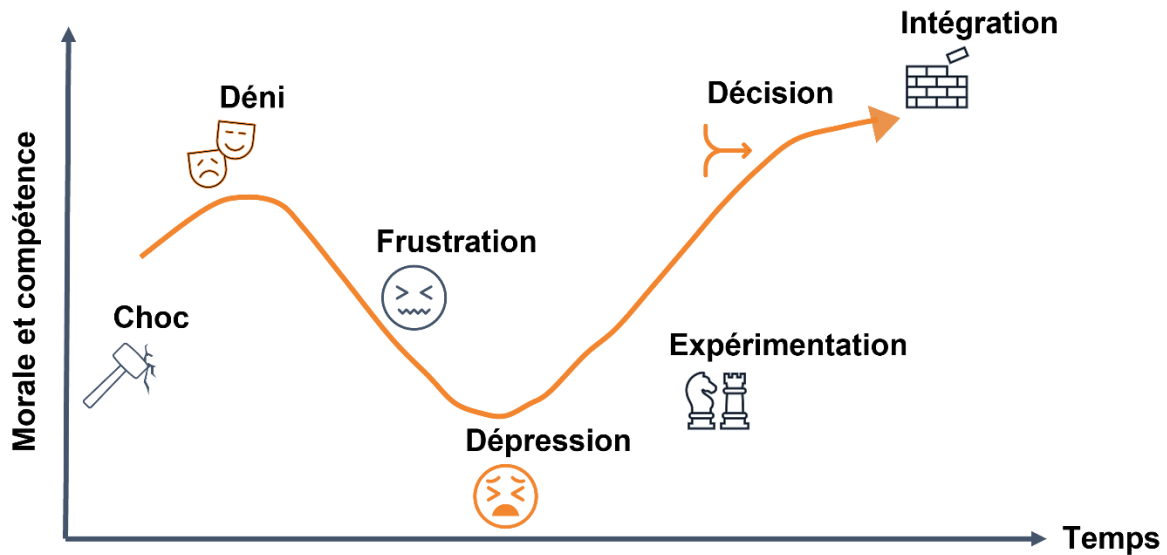 Intégration
Déni
Décision
Morale et compétence
Frustration
Choc
Expérimentation
Dépression
Temps